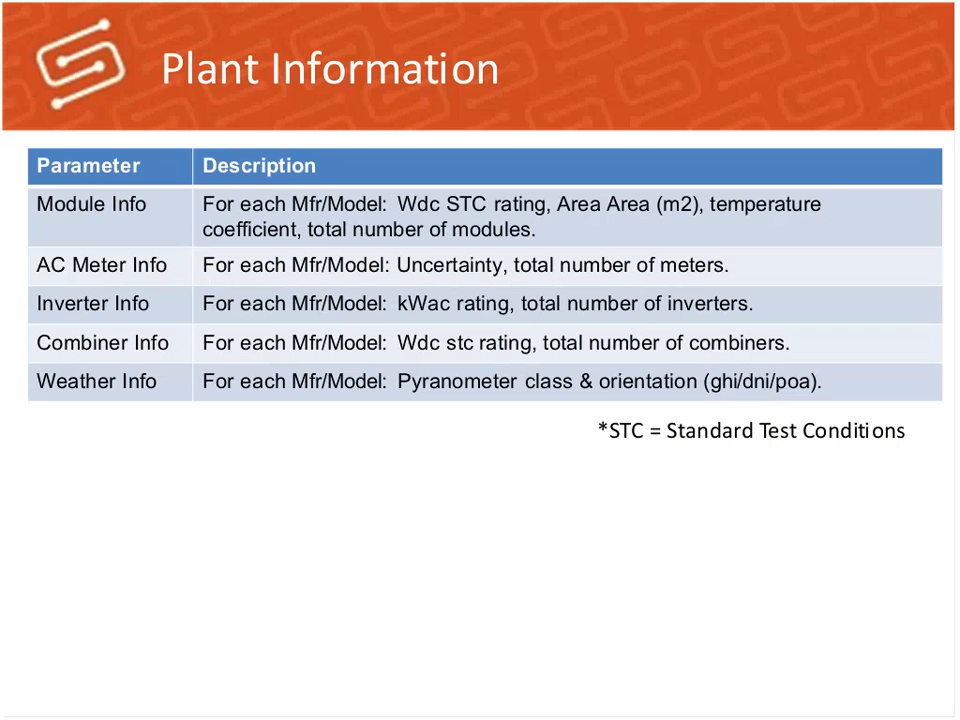 Plant Information
Parameter Description
Module Info For each Mfr/Model: Wdc STC rating, Area Area (m2), temperature
coefficient, total number of modules.
AC Meter Info For each Mfr/Model: Uncertainty, total number of meters.
Inverter Info For each Mfr/Model: kWac rating, total number of inverters.
Combiner Info For each Mfr/Model: Wdc stc rating, total number of combiners.
Weather Info For each Mfr/Model: Pyranometer class & orientation (ghi/dni/poa).
*STC = Standard Test Conditions